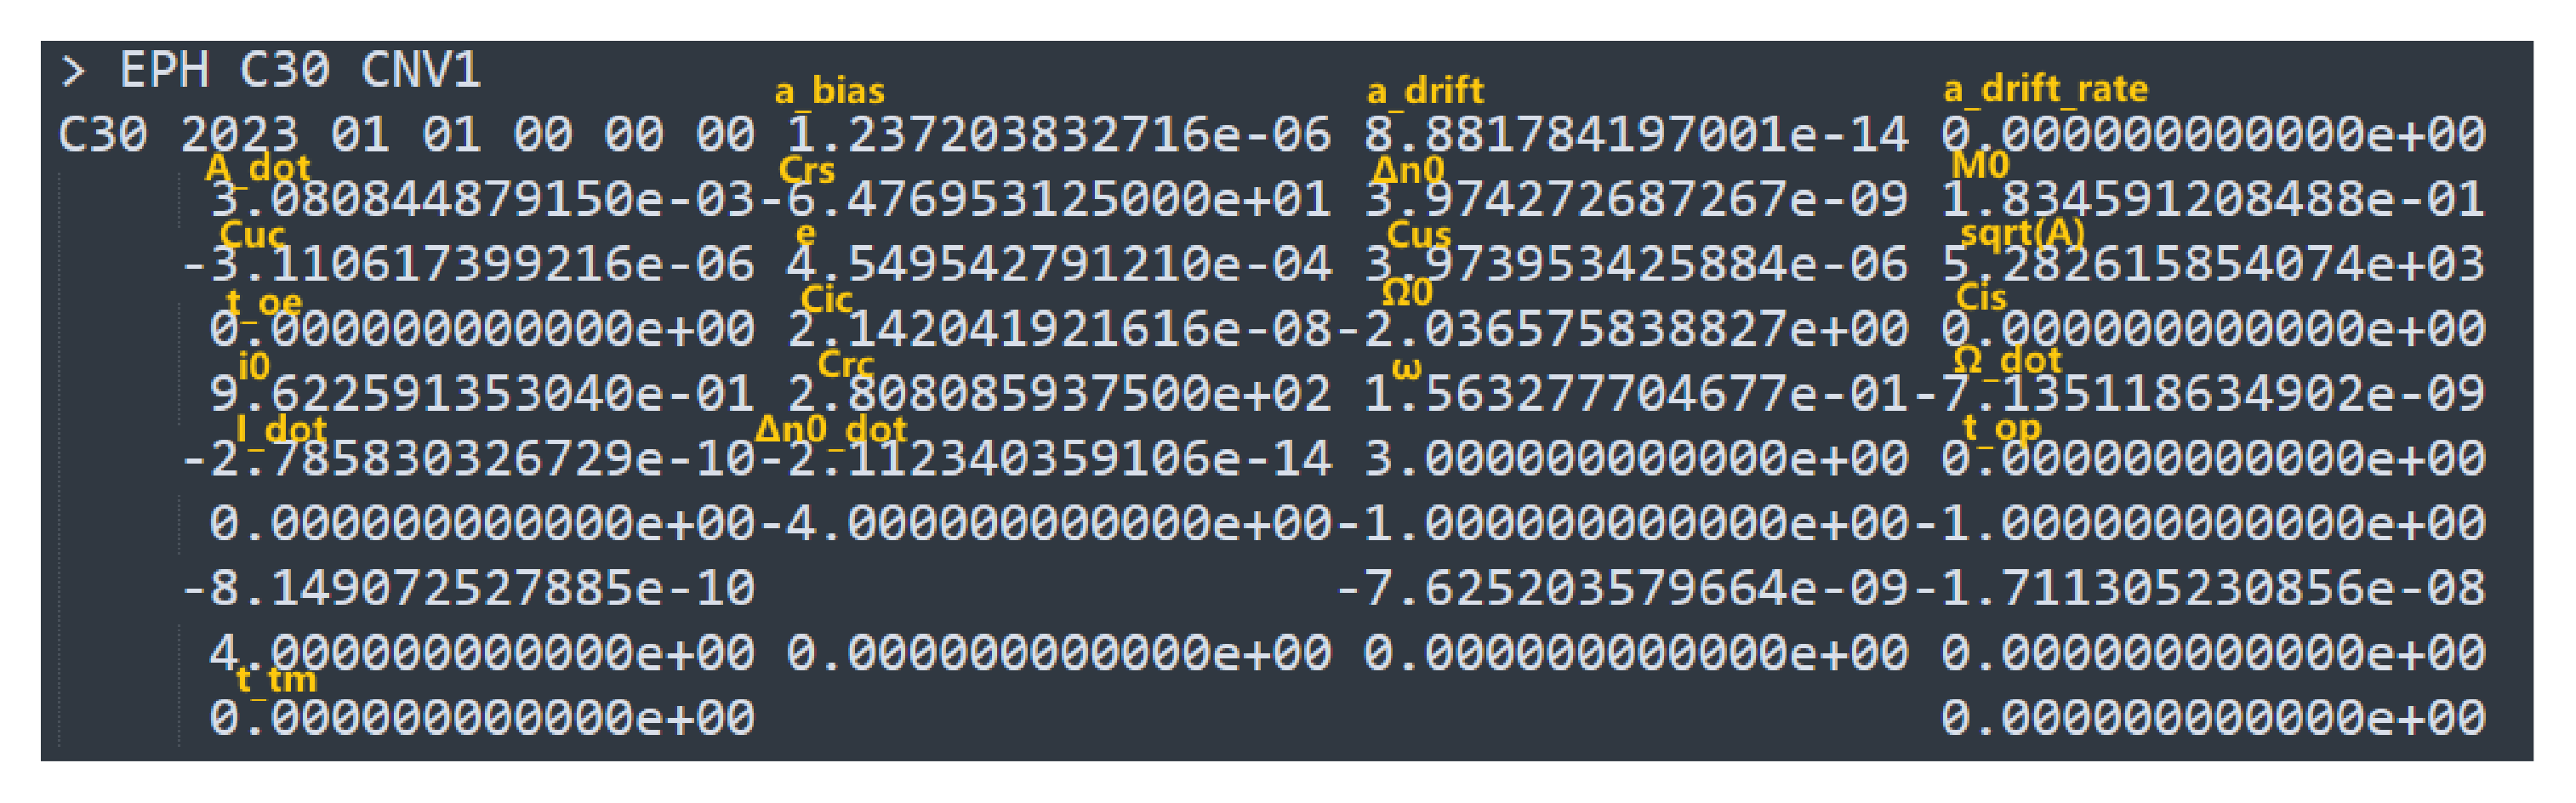 > EPH C30 CNV1
a_bias a_drift a_drift_rate
C30 2023 01 01 00 00 00 1.237203832716e-06 8.881784197001e-14 0.000000000000e+00
A_dot Crs Δn0 M0
3.080844879150e-03-6.476953125000e+01 3.974272687267e-09 1.834591208488e-01
Cuc e Cus sqrt(A)
-3.110617399216e-06 4.549542791210e-04 3.973953425884e-06 5.282615854074e+03
t_oe Cic Ω0 Cis
0.000000000000e+00 2.142041921616e-08-2.036575838827e+00 0.000000000000e+00
i0 Crc ω Ω_dot
9.622591353040e-01 2.808085937500e+02 1.563277704677e-01-7.135118634902e-09
I_dot Δn0_dot t_op
-2.785830326729e-10-2.112340359106e-14 3.000000000000e+00 0.000000000000e+00
0.000000000000e+00-4.000000000000e+00-1.000000000000e+00-1.000000000000e+00
-8.149072527885e-10 -7.625203579664e-09-1.711305230856e-08
4.000000000000e+00 0.000000000000e+00 0.000000000000e+00 0.000000000000e+00
t_tm
0.000000000000e+00 0.000000000000e+00